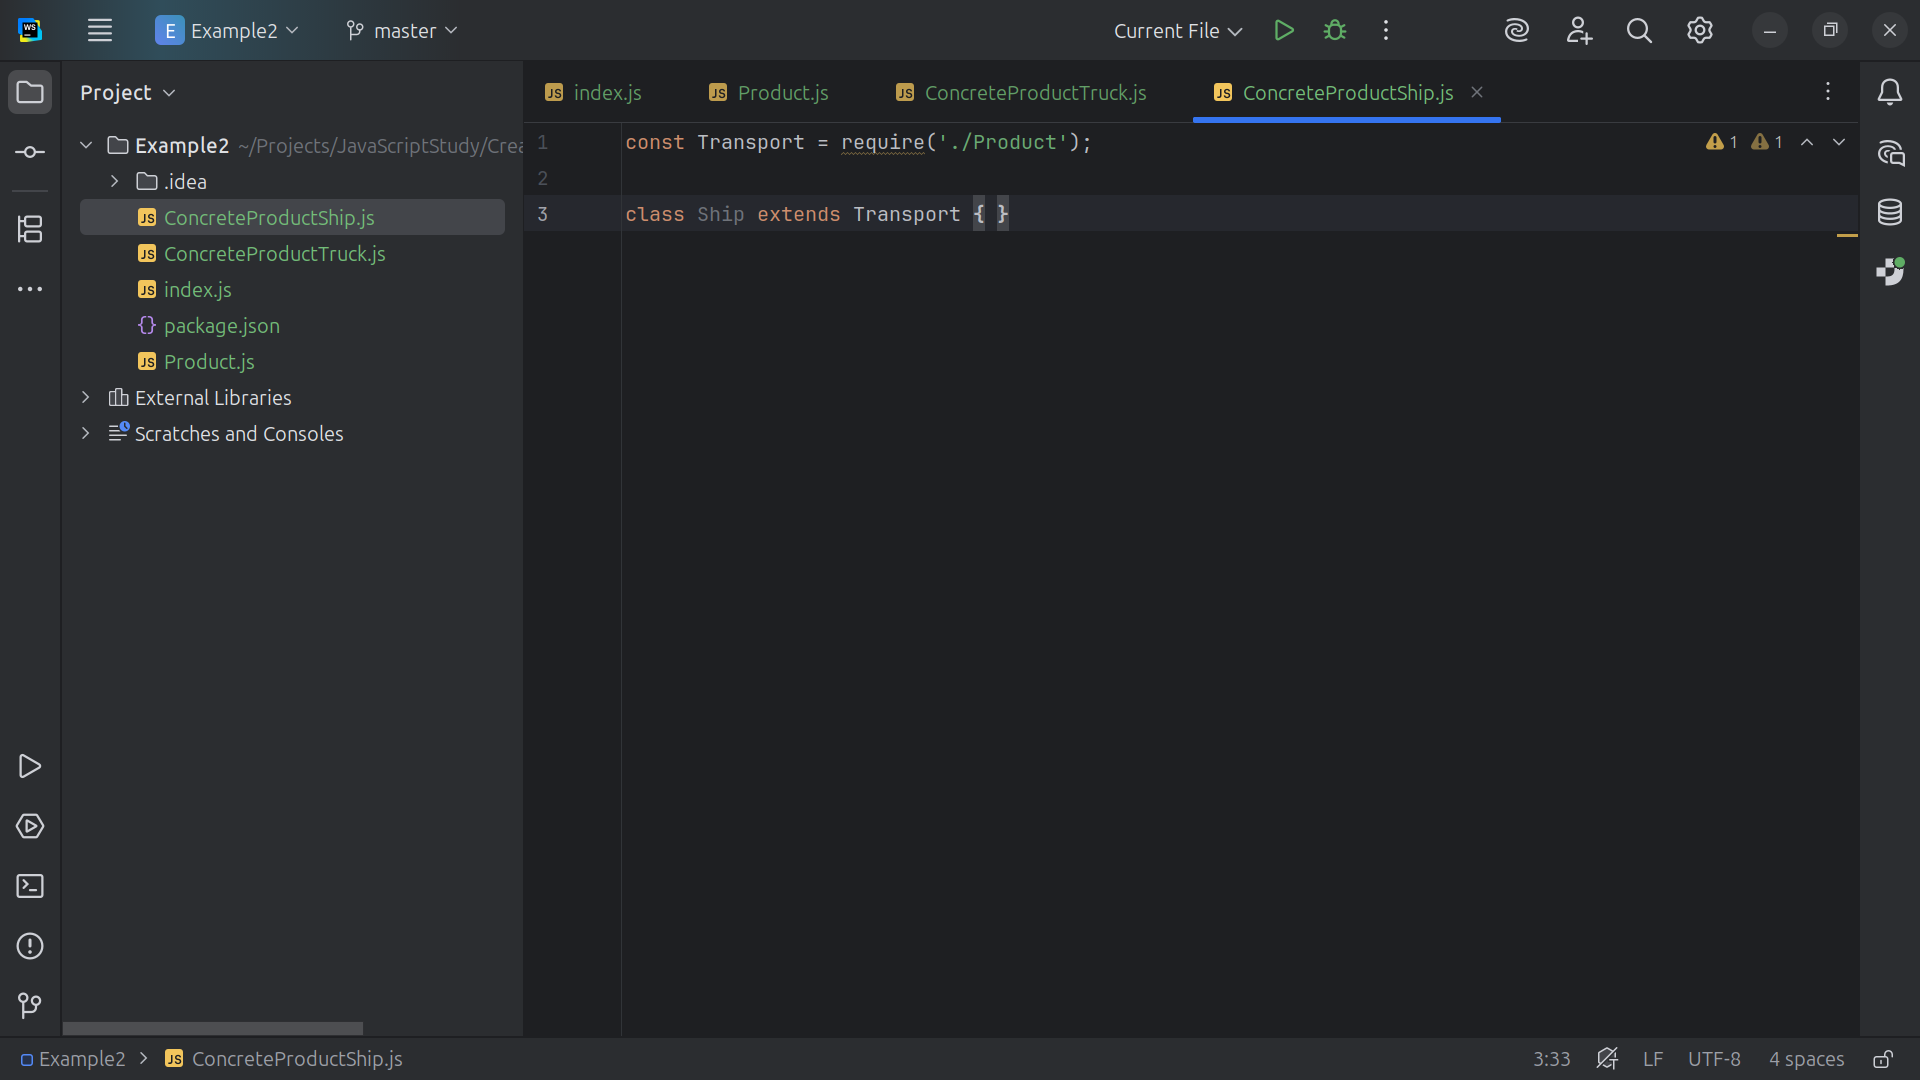 WS
E Example2
master
Current File
Project
Example2 ~/Projects/JavaScriptStudy/Crea
.idea
JS ConcreteProductShip.js
JS ConcreteProductTruck.js
JS index.js
{} package.json
JS Product.js
External Libraries
Scratches and Consoles
JS index.js
JS Product.js
JS ConcreteProductTruck.js
JS ConcreteProductShip.js
1 const Transport = require('./Product');
2
3 class Ship extends Transport { }
1 1
Example2 > JS ConcreteProductShip.js
3:33 LF UTF-8 4 spaces